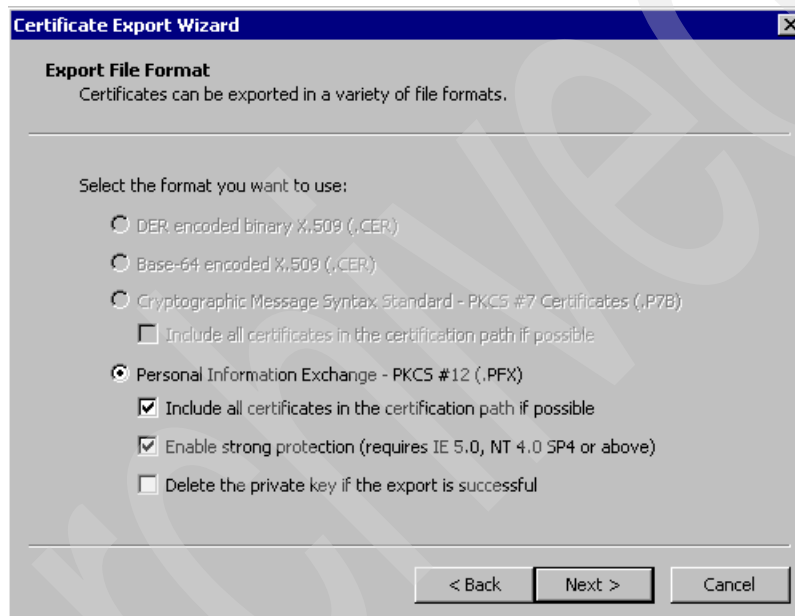 Certificate Export Wizard
Export File Format
Certificates can be exported in a variety of file formats.
Select the format you want to use:
DER encoded binary X.509 (.CER)
Base-64 encoded X.509 (.CER)
Cryptographic Message Syntax Standard - PKCS #7 Certificates (.P7B)
Include all certificates in the certification path if possible
Personal Information Exchange - PKCS #12 (.PFX)
Include all certificates in the certification path if possible
Enable strong protection (requires IE 5.0, NT 4.0 SP4 or above)
Delete the private key if the export is successful
< Back Next > Cancel